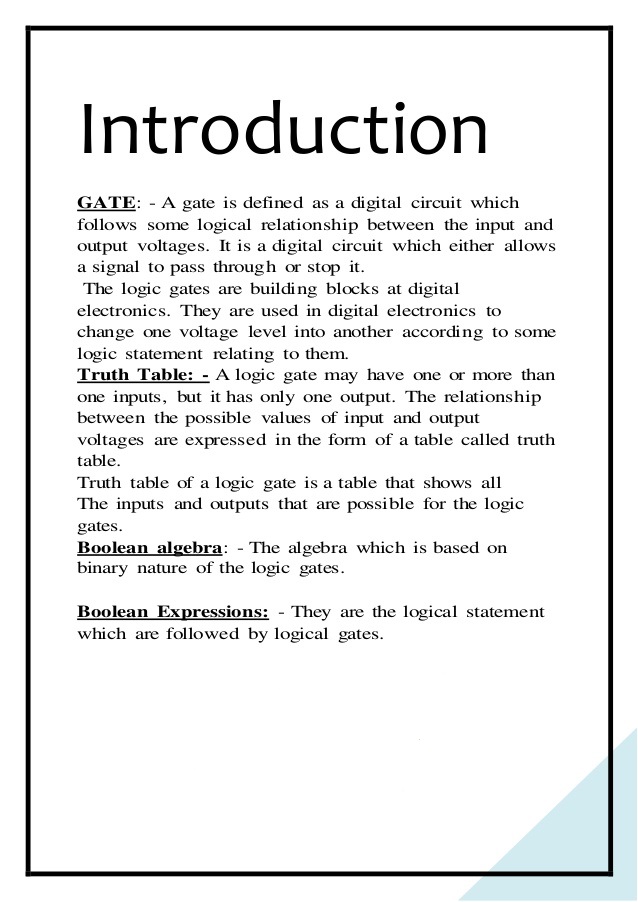 Introduction
GATE: - A gate is defined as a digital circuit which
follows some logical relationship between the input and
output voltages. It is a digital circuit which either allows
a signal to pass through or stop it.
The logic gates are building blocks at digital
electronics. They are used in digital electronics to
change one voltage level into another according to some
logic statement relating to them.
Truth Table: - A logic gate may have one or more than
one inputs, but it has only one output. The relationship
between the possible values of input and output
voltages are expressed in the form of a table called truth
table.
Truth table of a logic gate is a table that shows all
The inputs and outputs that are possible for the logic
gates.
Boolean algebra: - The algebra which is based on
binary nature of the logic gates.
Boolean Expressions: - They are the logical statement
which are followed by logical gates.